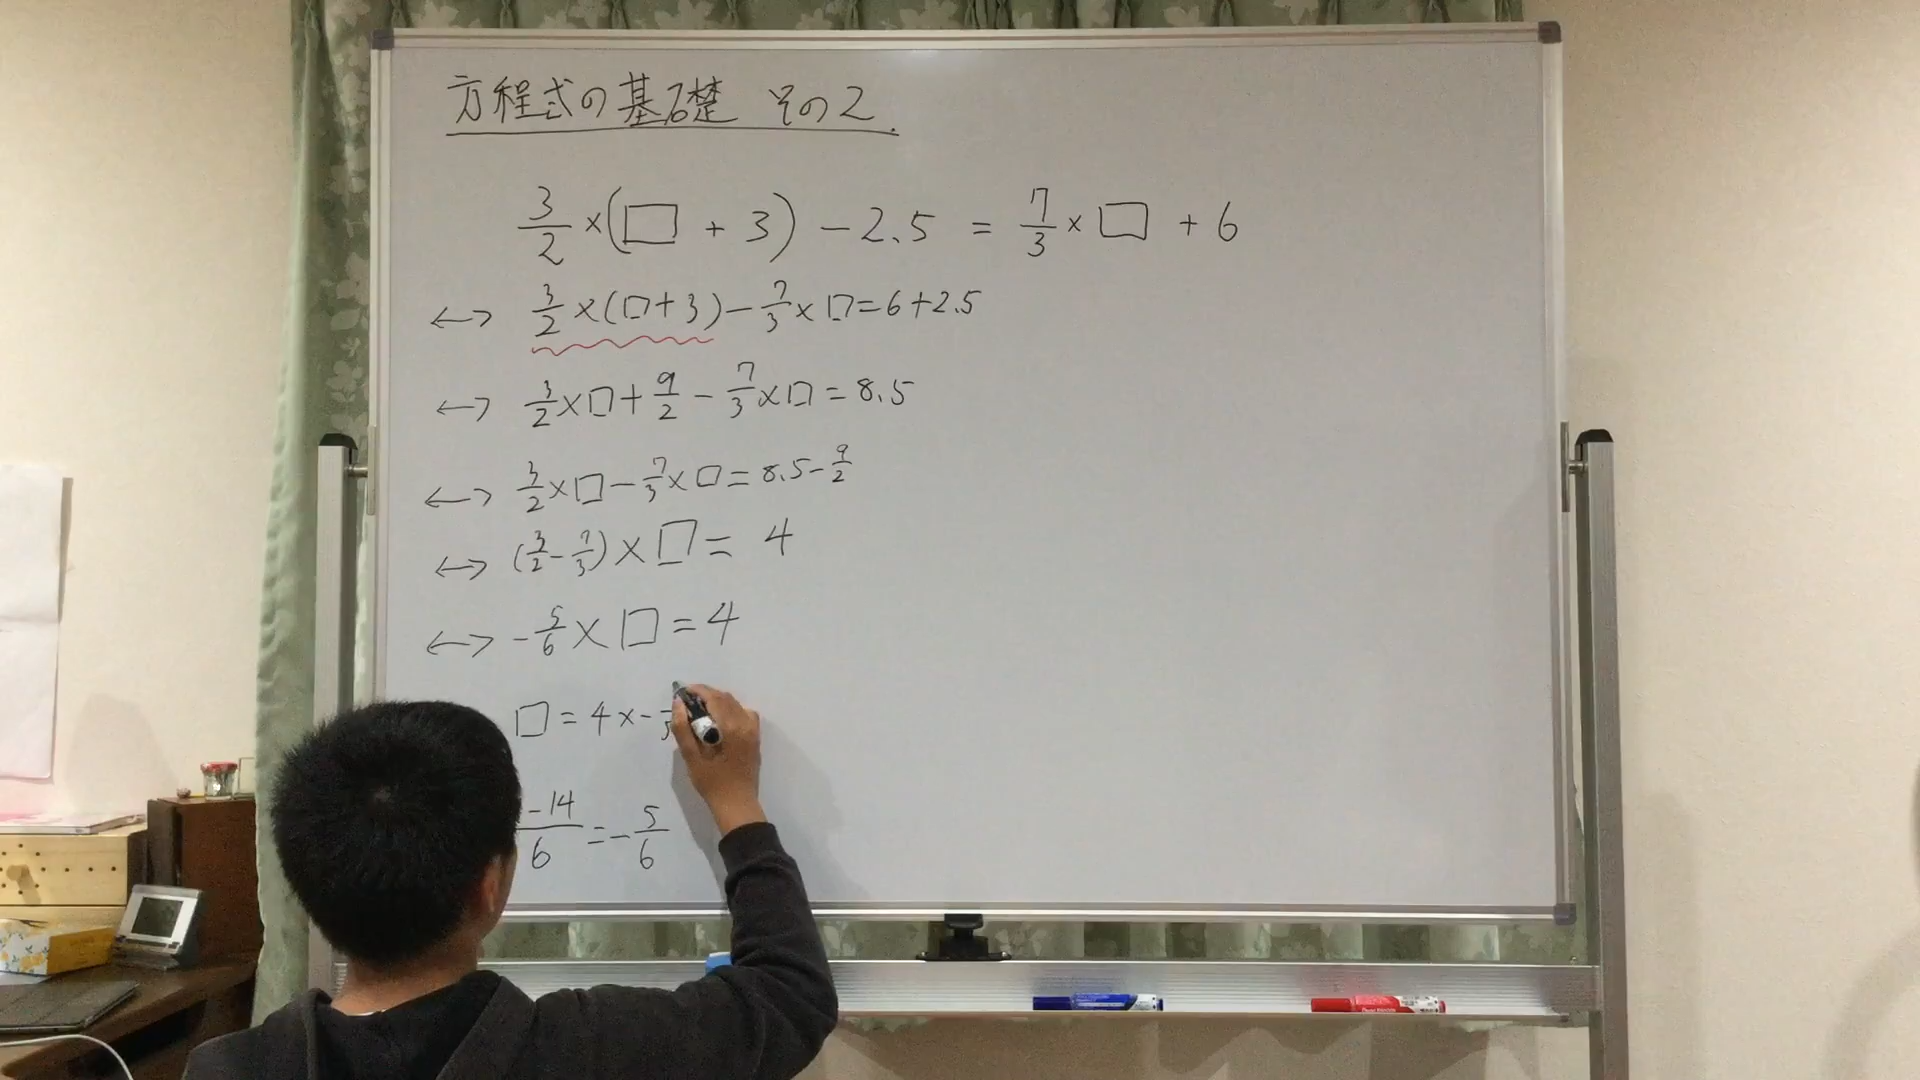 方程式の基礎 その2.
3/2 × (□ + 3) - 2.5 = 7/3 × □ + 6
↔ 3/2 × (□+3) - 7/3 × □ = 6+2.5
↔ 3/2 × □ + 9/2 - 7/3 × □ = 8.5
↔ 3/2 × □ - 7/3 × □ = 8.5 - 9/2
↔ (3/2 - 7/3) × □ = 4
↔ - 5/6 × □ = 4
□ = 4 × -
-14/6 = - 5/6